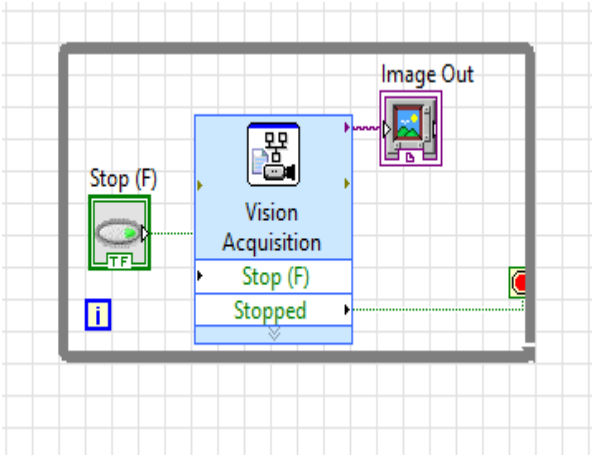 Image Out
Stop (F)
TF
Vision
Acquisition
Stop (F)
Stopped
i